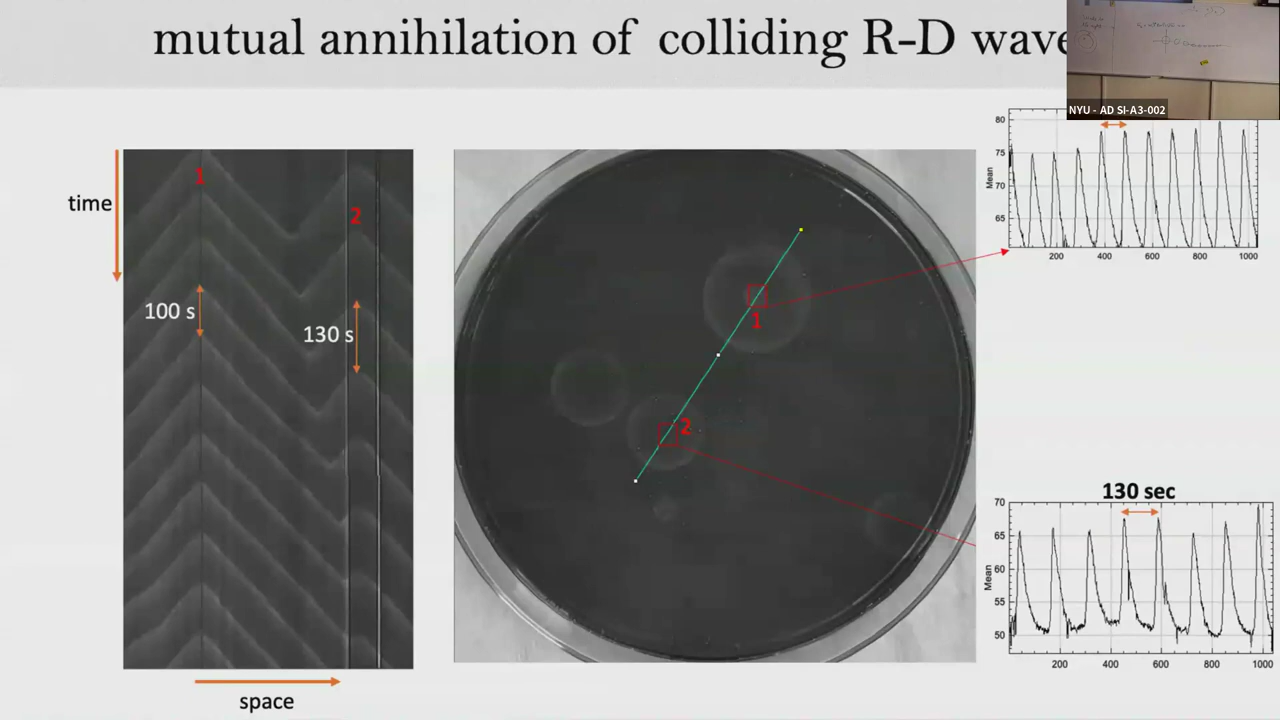 mutual annihilation of colliding R-D wave
NYU - AD SI-A3-002
time
1
2
100 s
130 s
space
1
2
80
75
70
65
Mean
200 400 600 800 1000
130 sec
70
65
60
55
50
Mean
200 400 600 800 1040